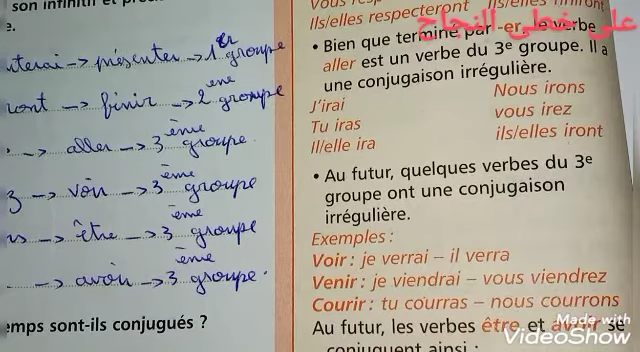 son infinitif et préci
e.
nterai → présenter → 1er groupe
ront → finir → 2ème groupe
→ aller → 3ème groupe
z → voir → 3ème groupe
ns → être → 3ème groupe
→ avoir → 3ème groupe.
emps sont-ils conjugués ?
Ils/elles respecteront
على خطى النجاح
• Bien que terminé par -er, le verbe
aller est un verbe du 3e groupe. Il a
une conjugaison irrégulière.
J'irai Nous irons
Tu iras vous irez
Il/elle ira ils/elles iront
• Au futur, quelques verbes du 3e
groupe ont une conjugaison
irrégulière.
Exemples :
Voir : je verrai – il verra
Venir : je viendrai – vous viendrez
Courir : tu courras – nous courrons
Au futur, les verbes être et avoir se
conjuguent ainsi :
Made with
VideoShow